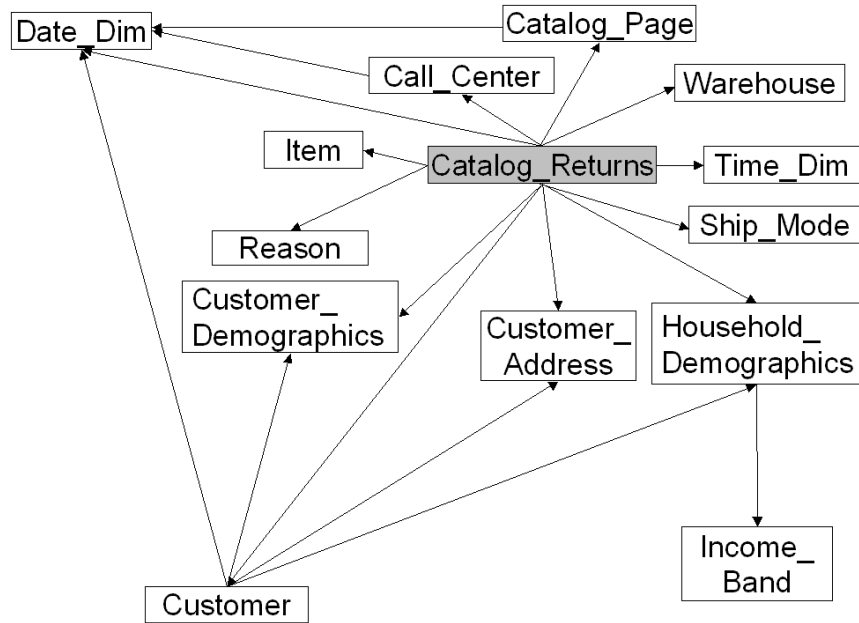 Date_Dim
Catalog_Page
Call_Center
Warehouse
Item
Catalog_Returns
Time_Dim
Ship_Mode
Reason
Customer_
Demographics
Customer_
Address
Household_
Demographics
Income_
Band
Customer